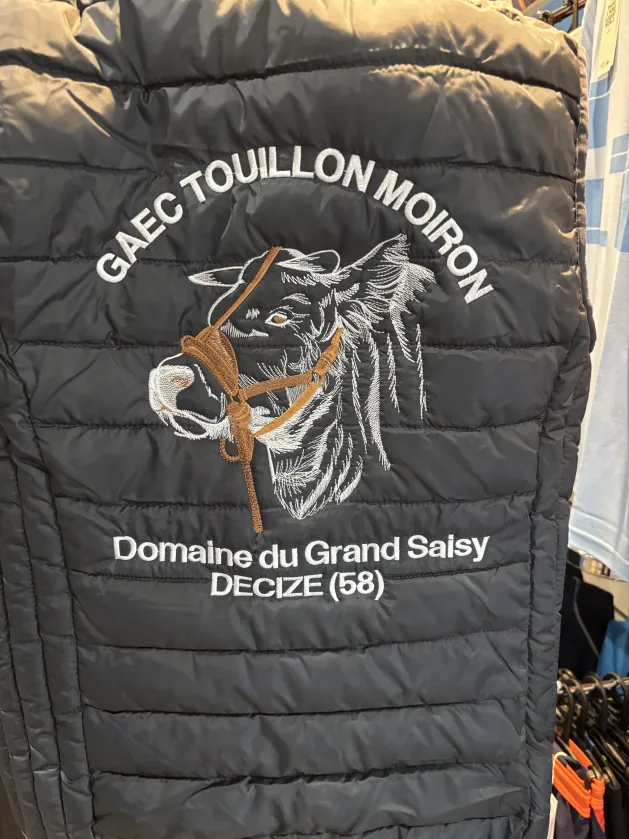 GAEC TOUILLON MOIRON
Domaine du Grand Saisy
DECIZE (58)